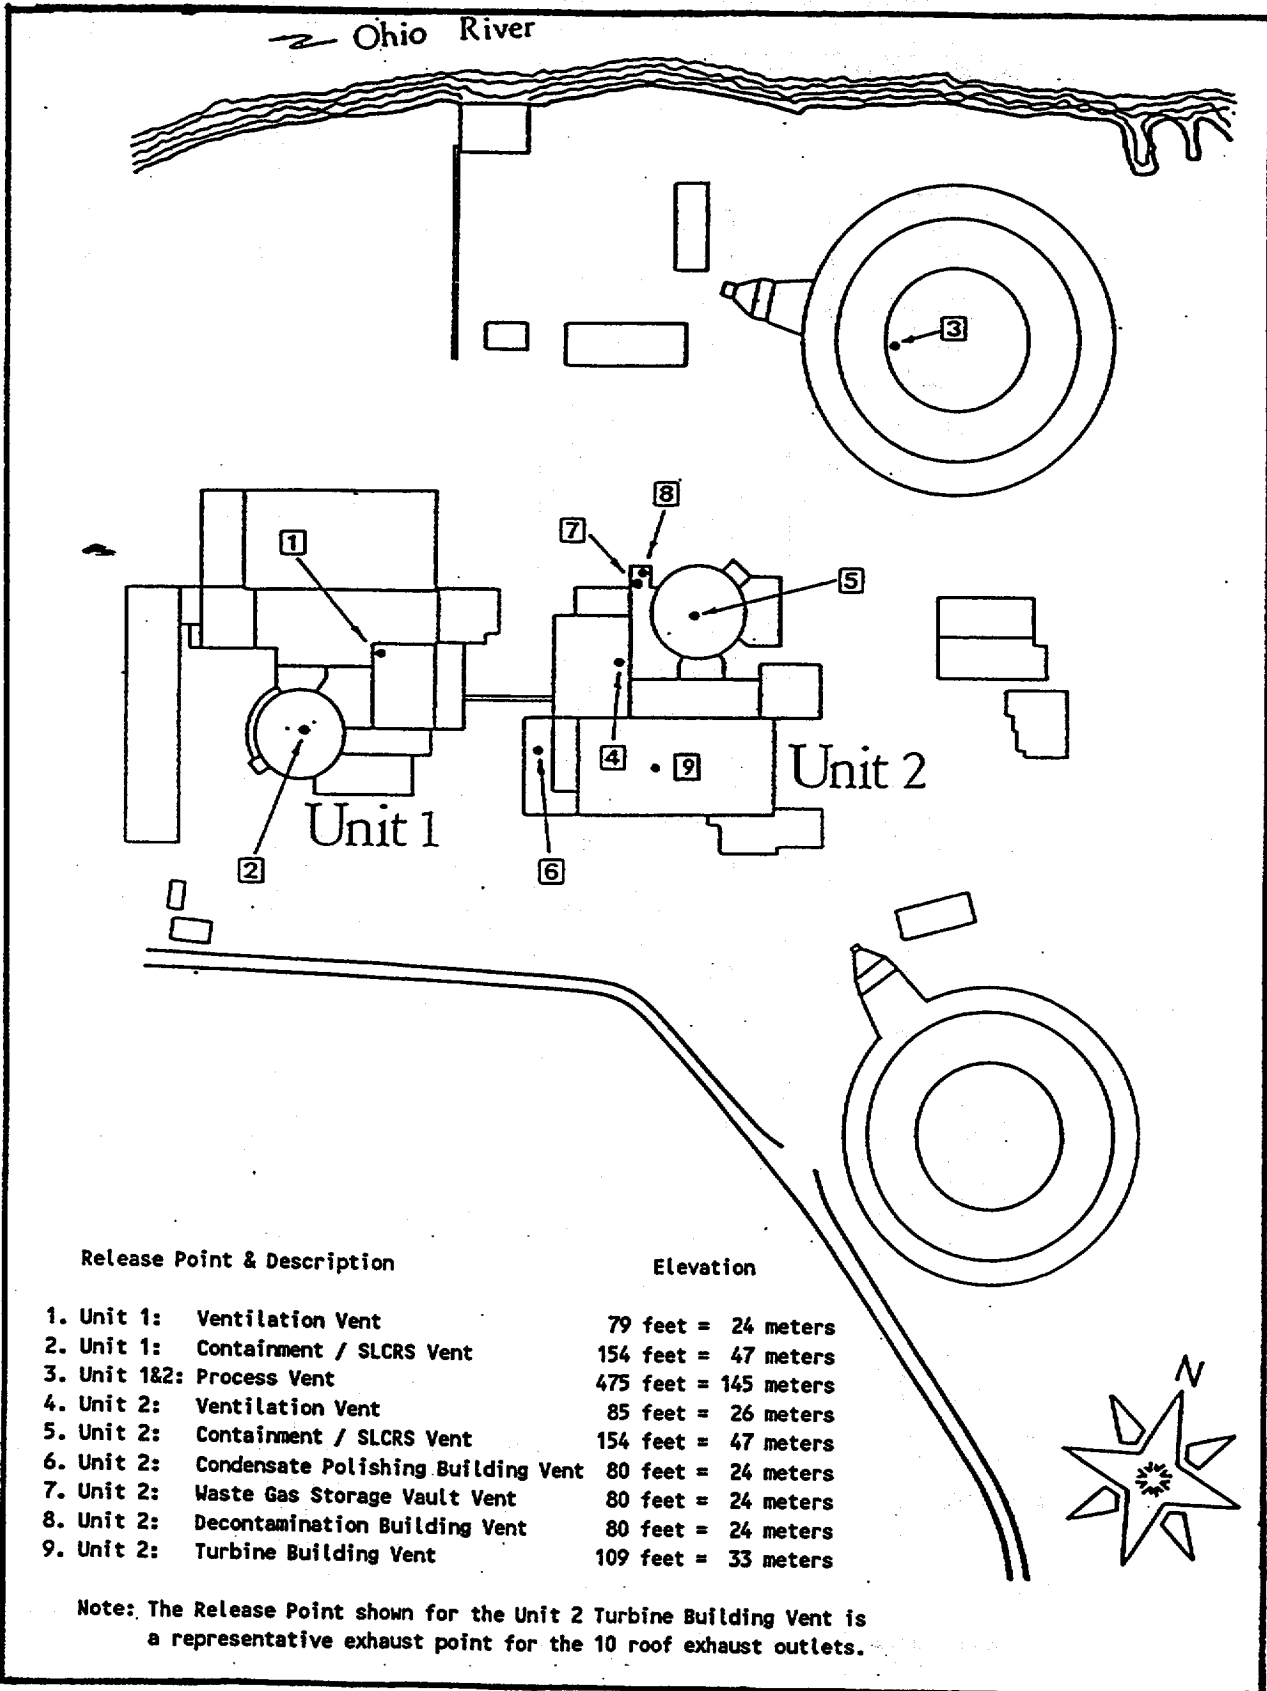 Ohio River
3
8
7
1
5
4
9
Unit 2
Unit 1
2
6
Release Point & Description Elevation
1. Unit 1: Ventilation Vent 79 feet = 24 meters
2. Unit 1: Containment / SLCRS Vent 154 feet = 47 meters
3. Unit 1&2: Process Vent 475 feet = 145 meters
4. Unit 2: Ventilation Vent 85 feet = 26 meters
5. Unit 2: Containment / SLCRS Vent 154 feet = 47 meters
6. Unit 2: Condensate Polishing Building Vent 80 feet = 24 meters
7. Unit 2: Waste Gas Storage Vault Vent 80 feet = 24 meters
8. Unit 2: Decontamination Building Vent 80 feet = 24 meters
9. Unit 2: Turbine Building Vent 109 feet = 33 meters
N
Note: The Release Point shown for the Unit 2 Turbine Building Vent is
a representative exhaust point for the 10 roof exhaust outlets.